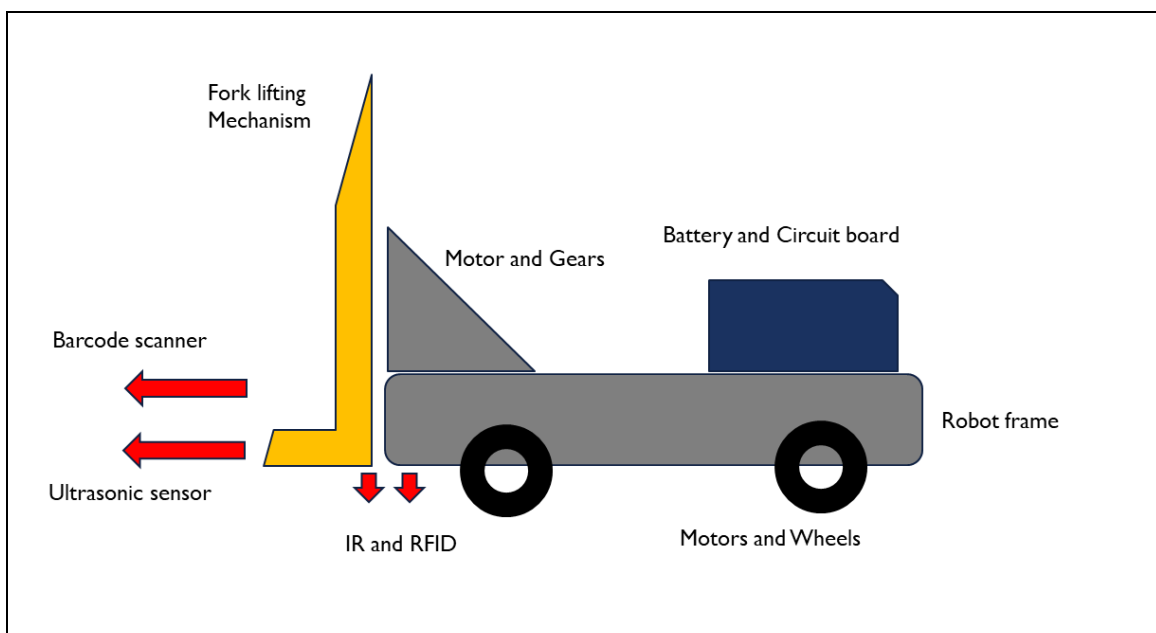 Fork lifting
Mechanism
Battery and Circuit board
Motor and Gears
Barcode scanner
Robot frame
Ultrasonic sensor
IR and RFID
Motors and Wheels